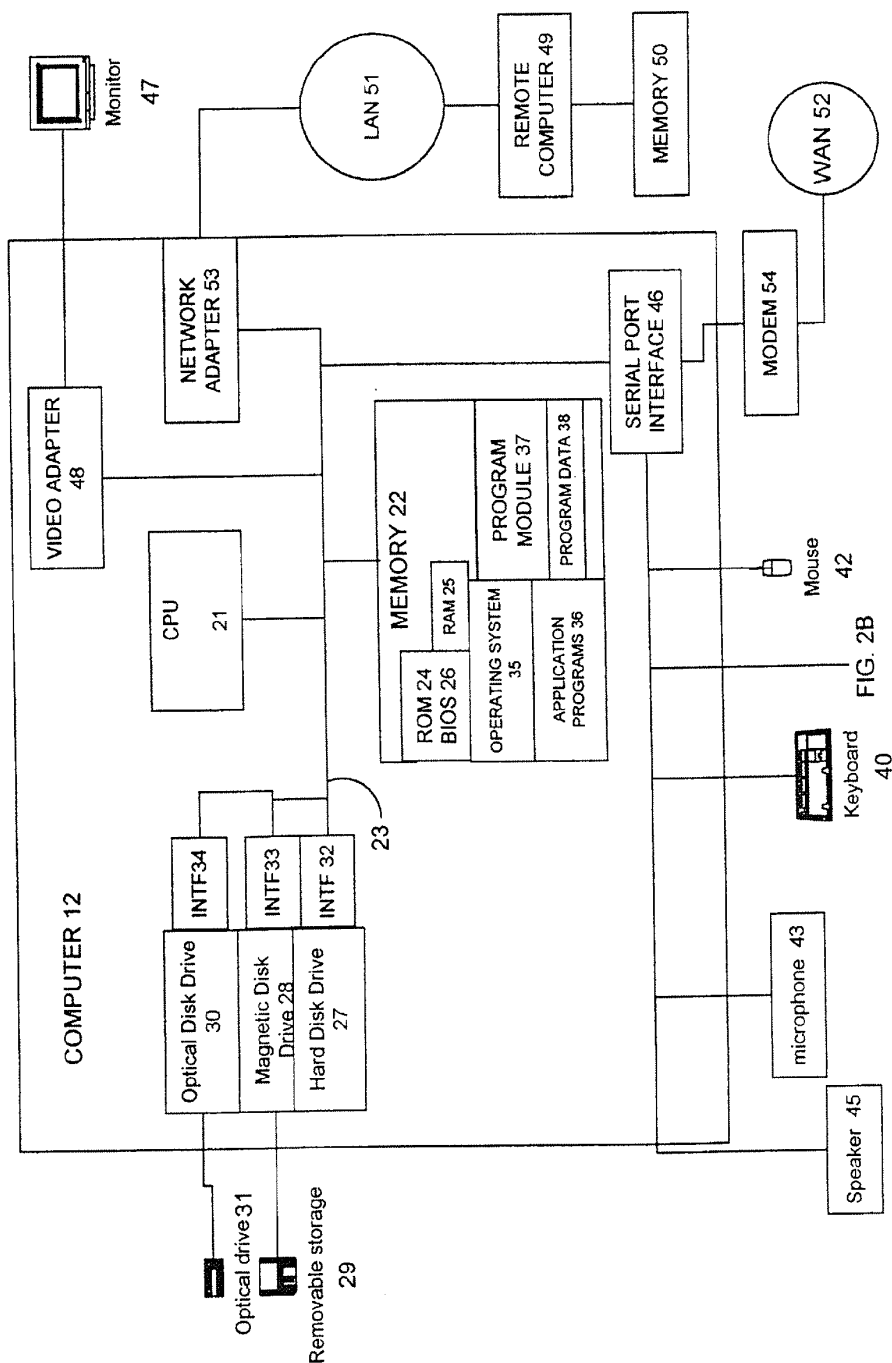 COMPUTER 12
Monitor
47
VIDEO ADAPTER
48
NETWORK
ADAPTER 53
LAN 51
REMOTE
COMPUTER 49
MEMORY 50
WAN 52
MODEM 54
SERIAL PORT
INTERFACE 46
CPU
21
MEMORY 22
ROM 24
BIOS 26
RAM 25
OPERATING SYSTEM
35
APPLICATION
PROGRAMS 36
PROGRAM
MODULE 37
PROGRAM DATA 38
23
INTF34
INTF33
INTF 32
Optical Disk Drive
30
Magnetic Disk
Drive 28
Hard Disk Drive
27
Optical drive31
Removable storage
29
Speaker 45
microphone 43
Keyboard
40
Mouse
42
FIG. 2B